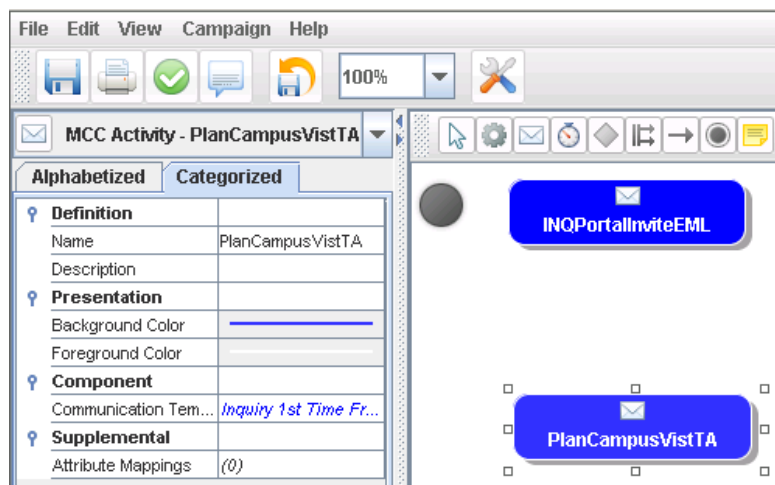 File Edit View Campaign Help
100%
MCC Activity - PlanCampusVistTA
Alphabetized Categorized
Definition
Name PlanCampusVistTA
Description
Presentation
Background Color
Foreground Color
Component
Communication Tem... Inquiry 1st Time Fr...
Supplemental
Attribute Mappings (0)
INQPortalInviteEML
PlanCampusVistTA